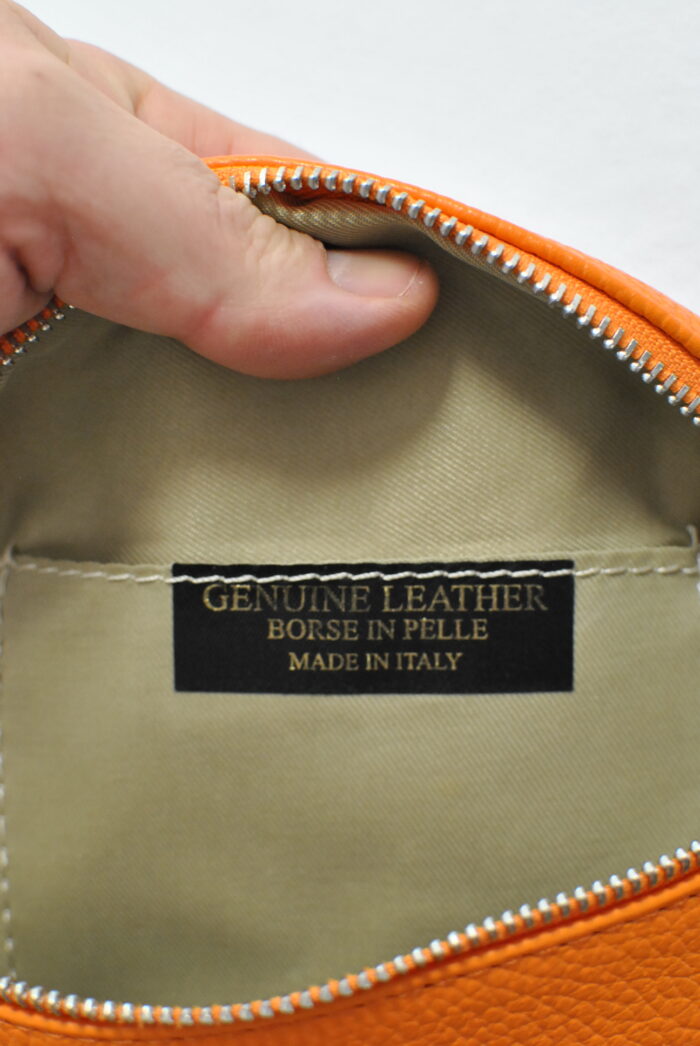 GENUINE LEATHER
BORSE IN PELLE
MADE IN ITALY